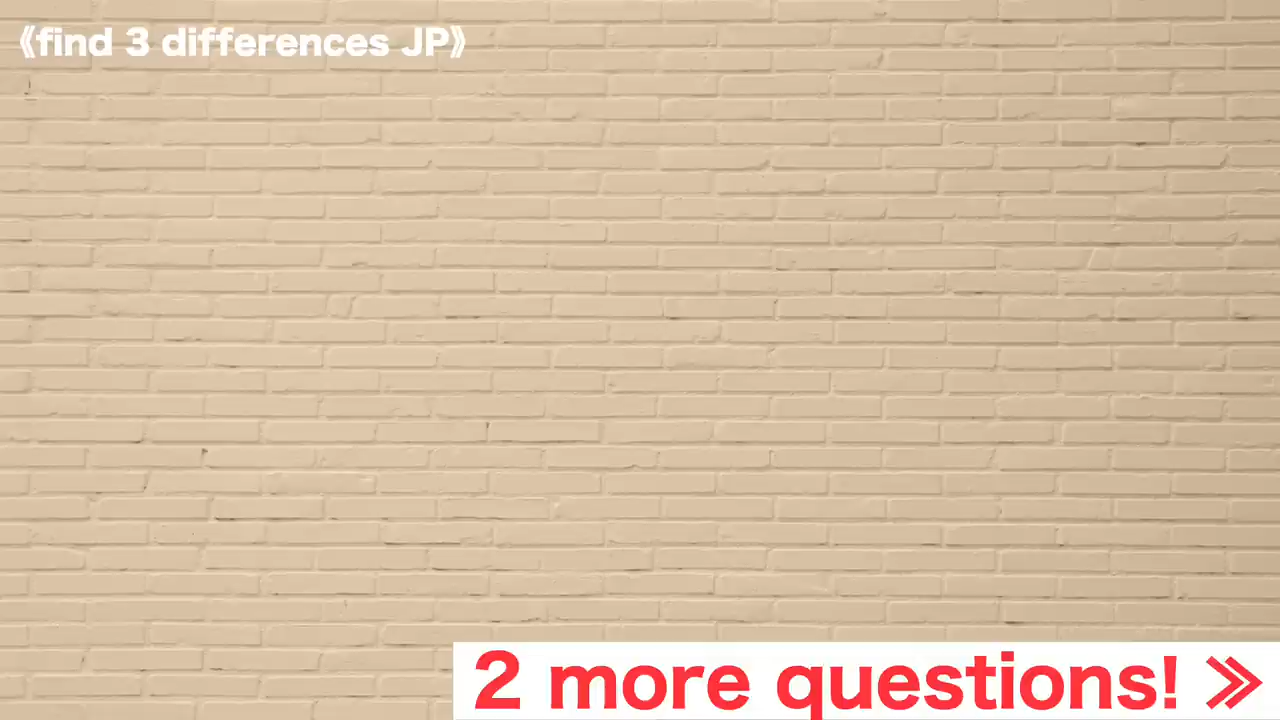 《find 3 differences JP》
2 more questions! ≫